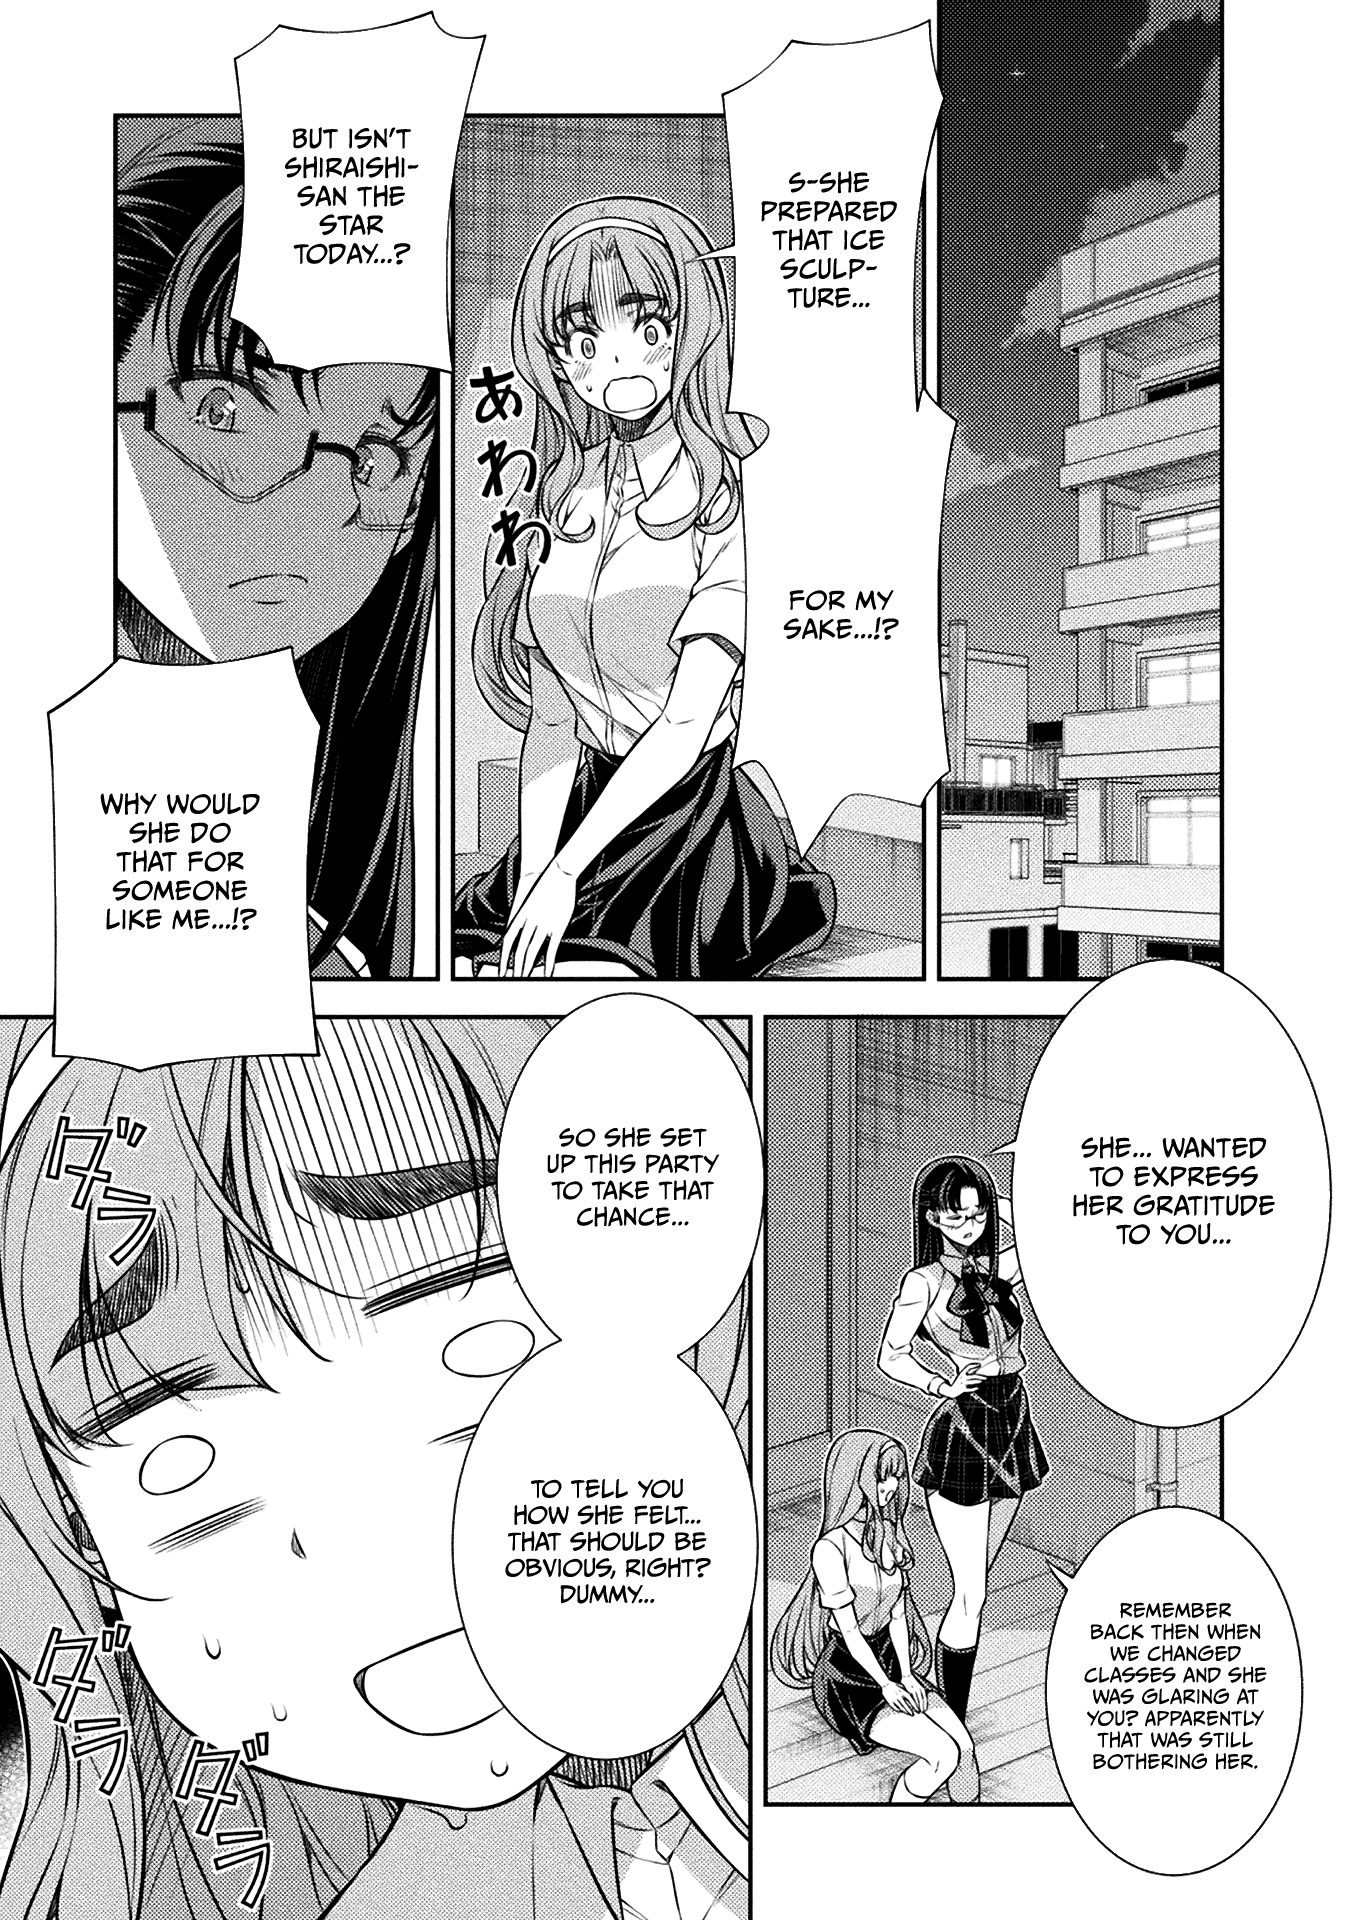 S-SHE
PREPARED
THAT ICE
SCULP-
TURE...
FOR MY
SAKE...!?
あわわ
BUT ISN'T
SHIRAISHI-
SAN THE
STAR
TODAY...?
WHY WOULD
SHE DO
THAT FOR
SOMEONE
LIKE ME...!?
SHE... WANTED
TO EXPRESS
HER GRATITUDE
TO YOU...
REMEMBER
BACK THEN WHEN
WE CHANGED
CLASSES AND SHE
WAS GLARING AT
YOU? APPARENTLY
THAT WAS STILL
BOTHERING HER.
SO SHE SET
UP THIS PARTY
TO TAKE THAT
CHANCE...
TO TELL YOU
HOW SHE FELT...
THAT SHOULD BE
OBVIOUS, RIGHT?
DUMMY...
ダラ
ダラ
ダラ